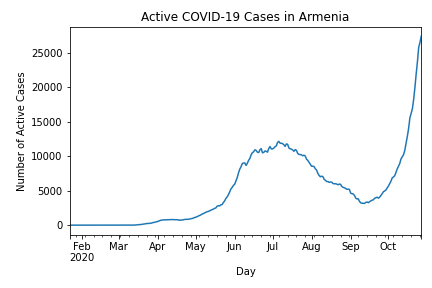 Active COVID-19 Cases in Armenia
Number of Active Cases
25000
20000
15000
10000
5000
0
Feb Mar Apr May Jun Jul Aug Sep Oct
2020
Day